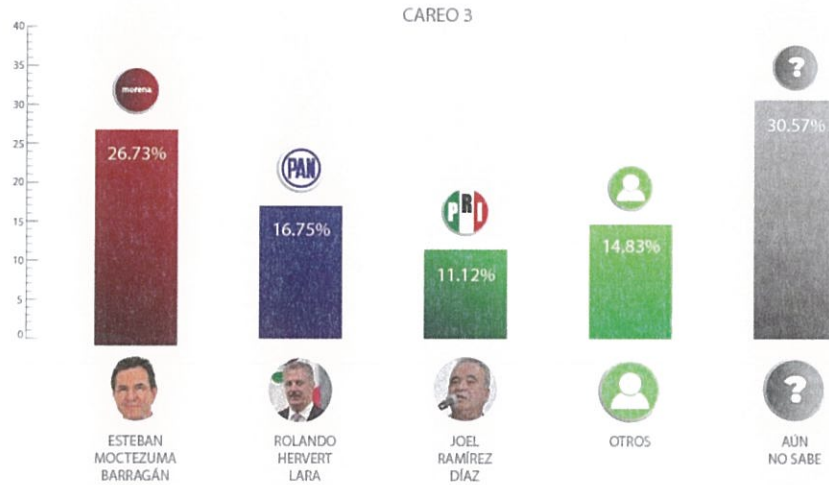 CAREO 3
40
35
30
25
20
15
10
5
0
morena
26.73%
PAN
16.75%
PRI
11.12%
14.83%
?
30.57%
?
ESTEBAN
MOCTEZUMA
BARRAGÁN
ROLANDO
HERVERT
LARA
JOEL
RAMÍREZ
DÍAZ
OTROS
AÚN
NO SABE